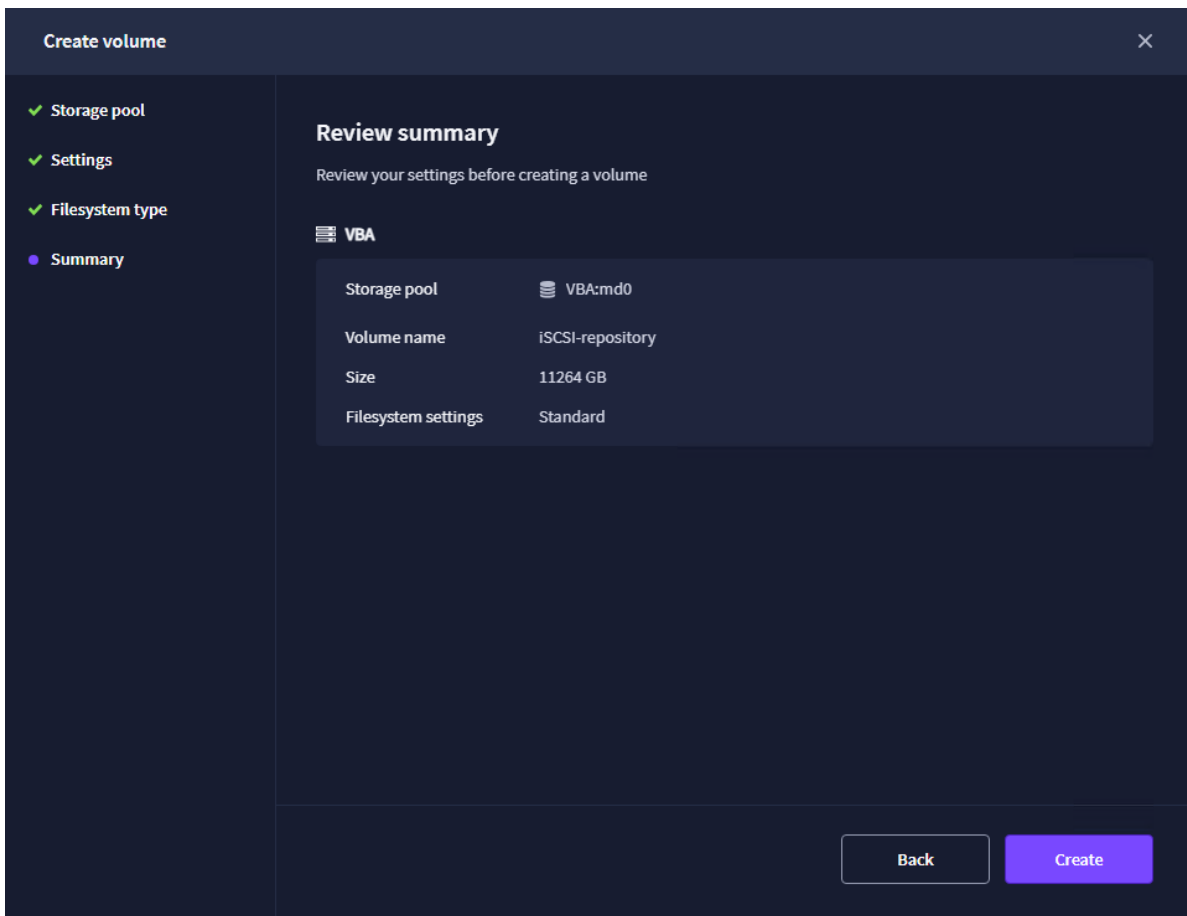 Create volume
Storage pool
Settings
Filesystem type
Summary
Review summary
Review your settings before creating a volume
VBA
Storage pool VBA:md0
Volume name iSCSI-repository
Size 11264 GB
Filesystem settings Standard
Back Create